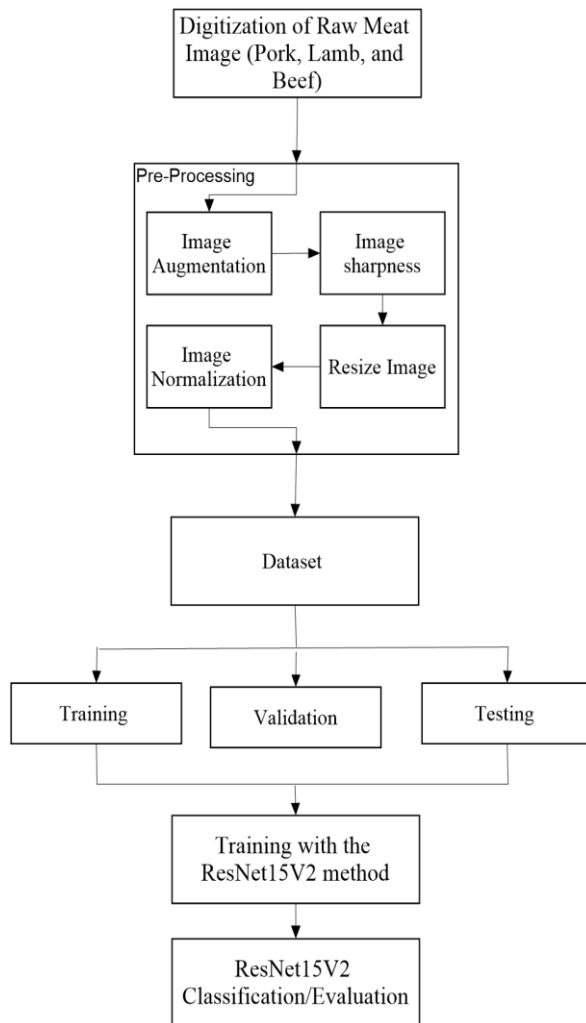 Digitization of Raw Meat
Image (Pork, Lamb, and
Beef)
Pre-Processing
Image
Augmentation
Image
sharpness
Image
Normalization
Resize Image
Dataset
Training
Validation
Testing
Training with the
ResNet15V2 method
ResNet15V2
Classification/Evaluation